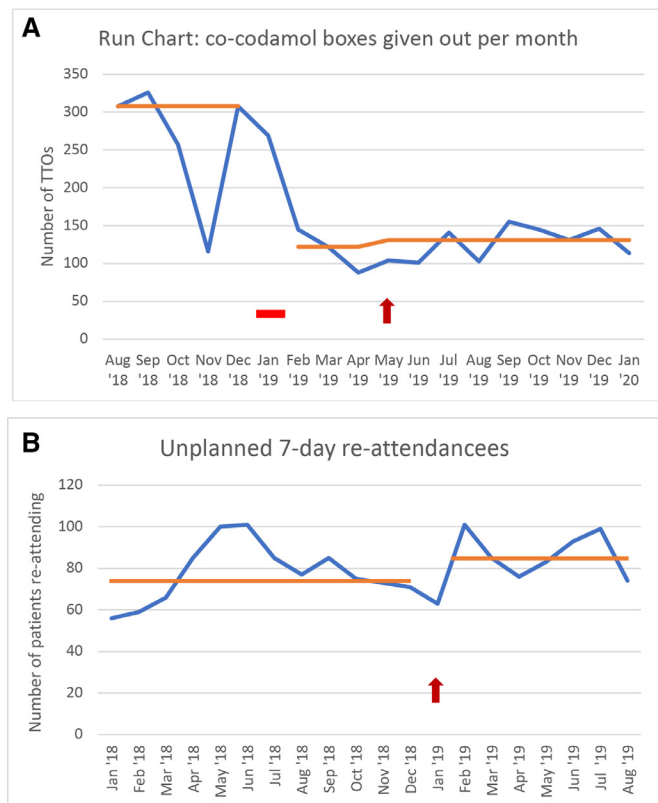 A
Run Chart: co-codamol boxes given out per month
Number of TTOs
350
300
250
200
150
100
50
0
Aug Sep Oct Nov Dec Jan Feb Mar Apr May Jun Jul Aug Sep Oct Nov Dec Jan
'18 '18 '18 '18 '18 '19 '19 '19 '19 '19 '19 '19 '19 '19 '19 '19 '19 '20
B
Unplanned 7-day re-attendancees
Number of patients re-attending
120
100
80
60
40
20
0
Jan '18
Feb '18
Mar '18
Apr '18
May '18
Jun '18
Jul '18
Aug '18
Sep '18
Oct '18
Nov '18
Dec '18
Jan '19
Feb '19
Mar '19
Apr '19
May '19
Jun '19
Jul '19
Aug '19